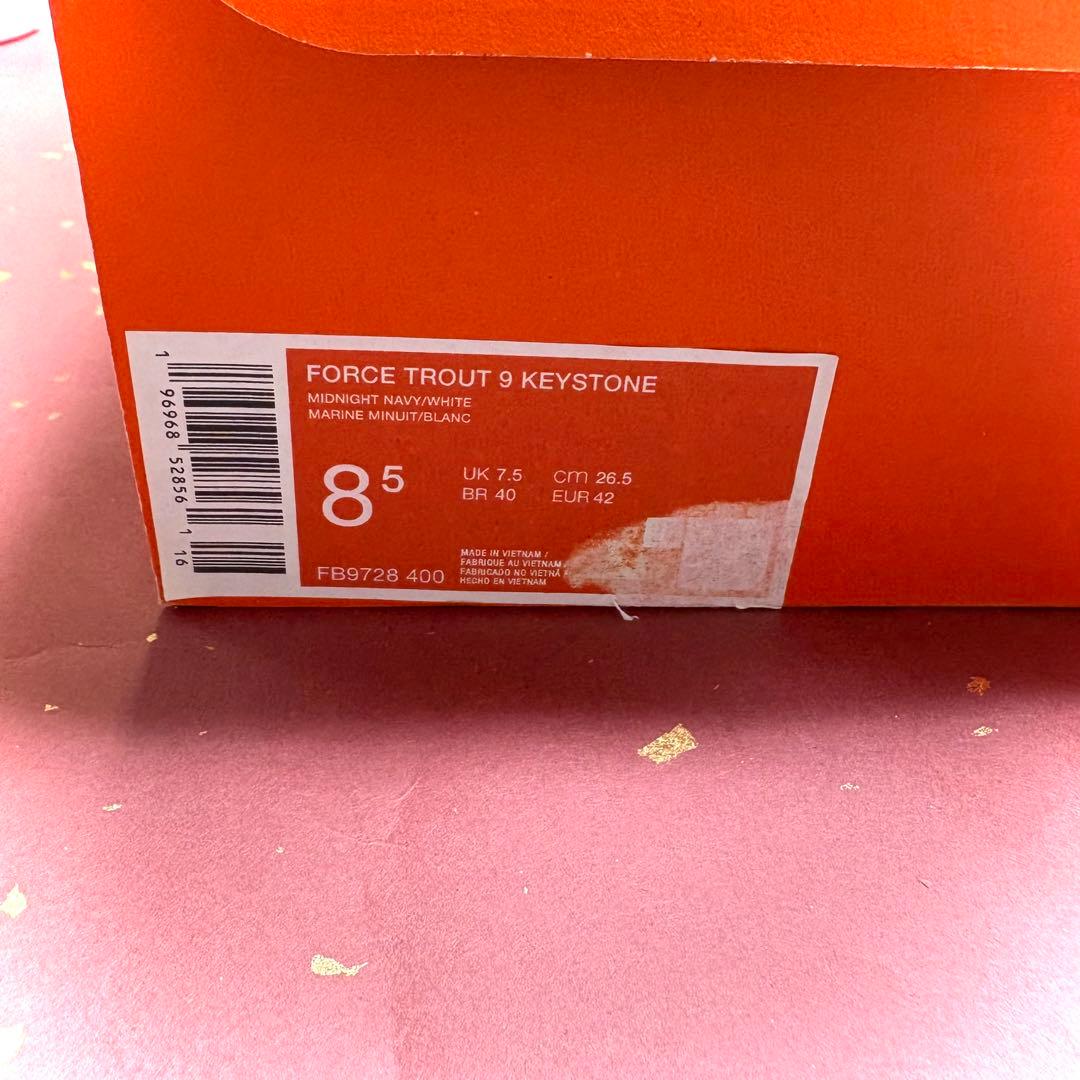 FORCE TROUT 9 KEYSTONE
MIDNIGHT NAVY/WHITE
MARINE MINUIT/BLANC
8 5
UK 7.5 cm 26.5
BR 40 EUR 42
FB9728 400
MADE IN VIETNAM /
FABRIQUE AU VIETNAM
FABRICADO NO VIETNÃ
HECHO EN VIETNAM
1 96968 52856 1 16